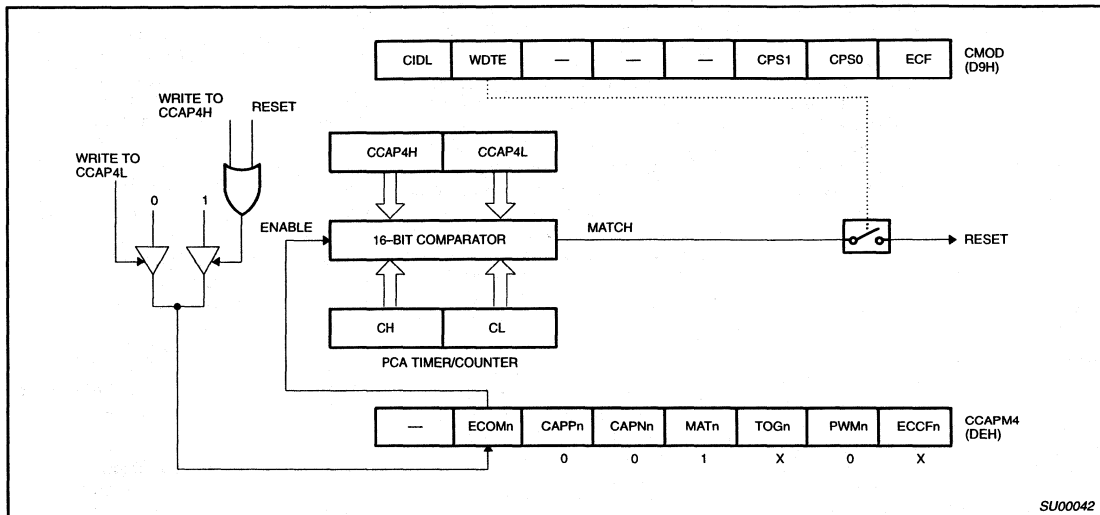 CIDL WDTE — — — CPS1 CPS0 ECF
CMOD
(D9H)
WRITE TO
CCAP4H
RESET
WRITE TO
CCAP4L
0 1
CCAP4H CCAP4L
ENABLE
16–BIT COMPARATOR
MATCH
RESET
CH CL
PCA TIMER/COUNTER
— ECOMn CAPPn CAPNn MATn TOGn PWMn ECCFn
CCAPM4
(DEH)
0 0 1 X 0 X
SU00042